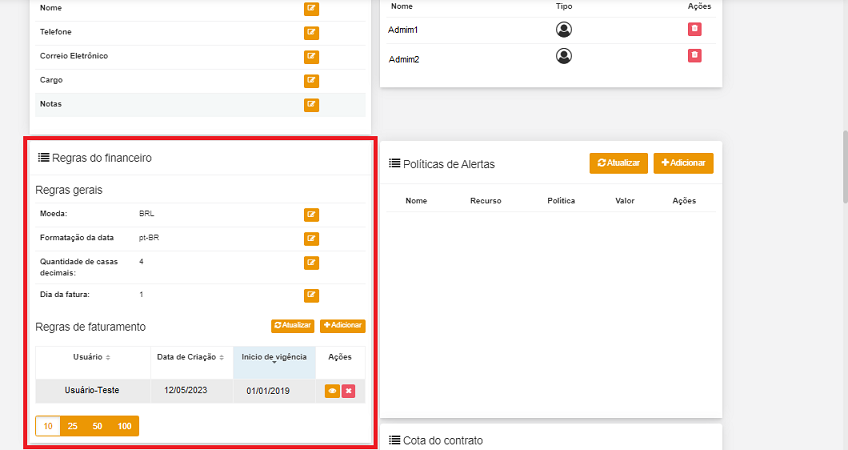 Nome
Telefone
Correio Eletrónico
Cargo
Notas
Nome Tipo Ações
Admim1
Admim2
Regras do financeiro
Regras gerais
Moeda: BRL
Formatação da data pt-BR
Quantidade de casas decimais: 4
Dia da fatura: 1
Regras de faturamento Atualizar Adicionar
Usuário Data de Criação Inicio de vigência Ações
Usuário-Teste 12/05/2023 01/01/2019
10 25 50 100
Políticas de Alertas Atualizar Adicionar
Nome Recurso Política Valor Ações
Cota do contrato